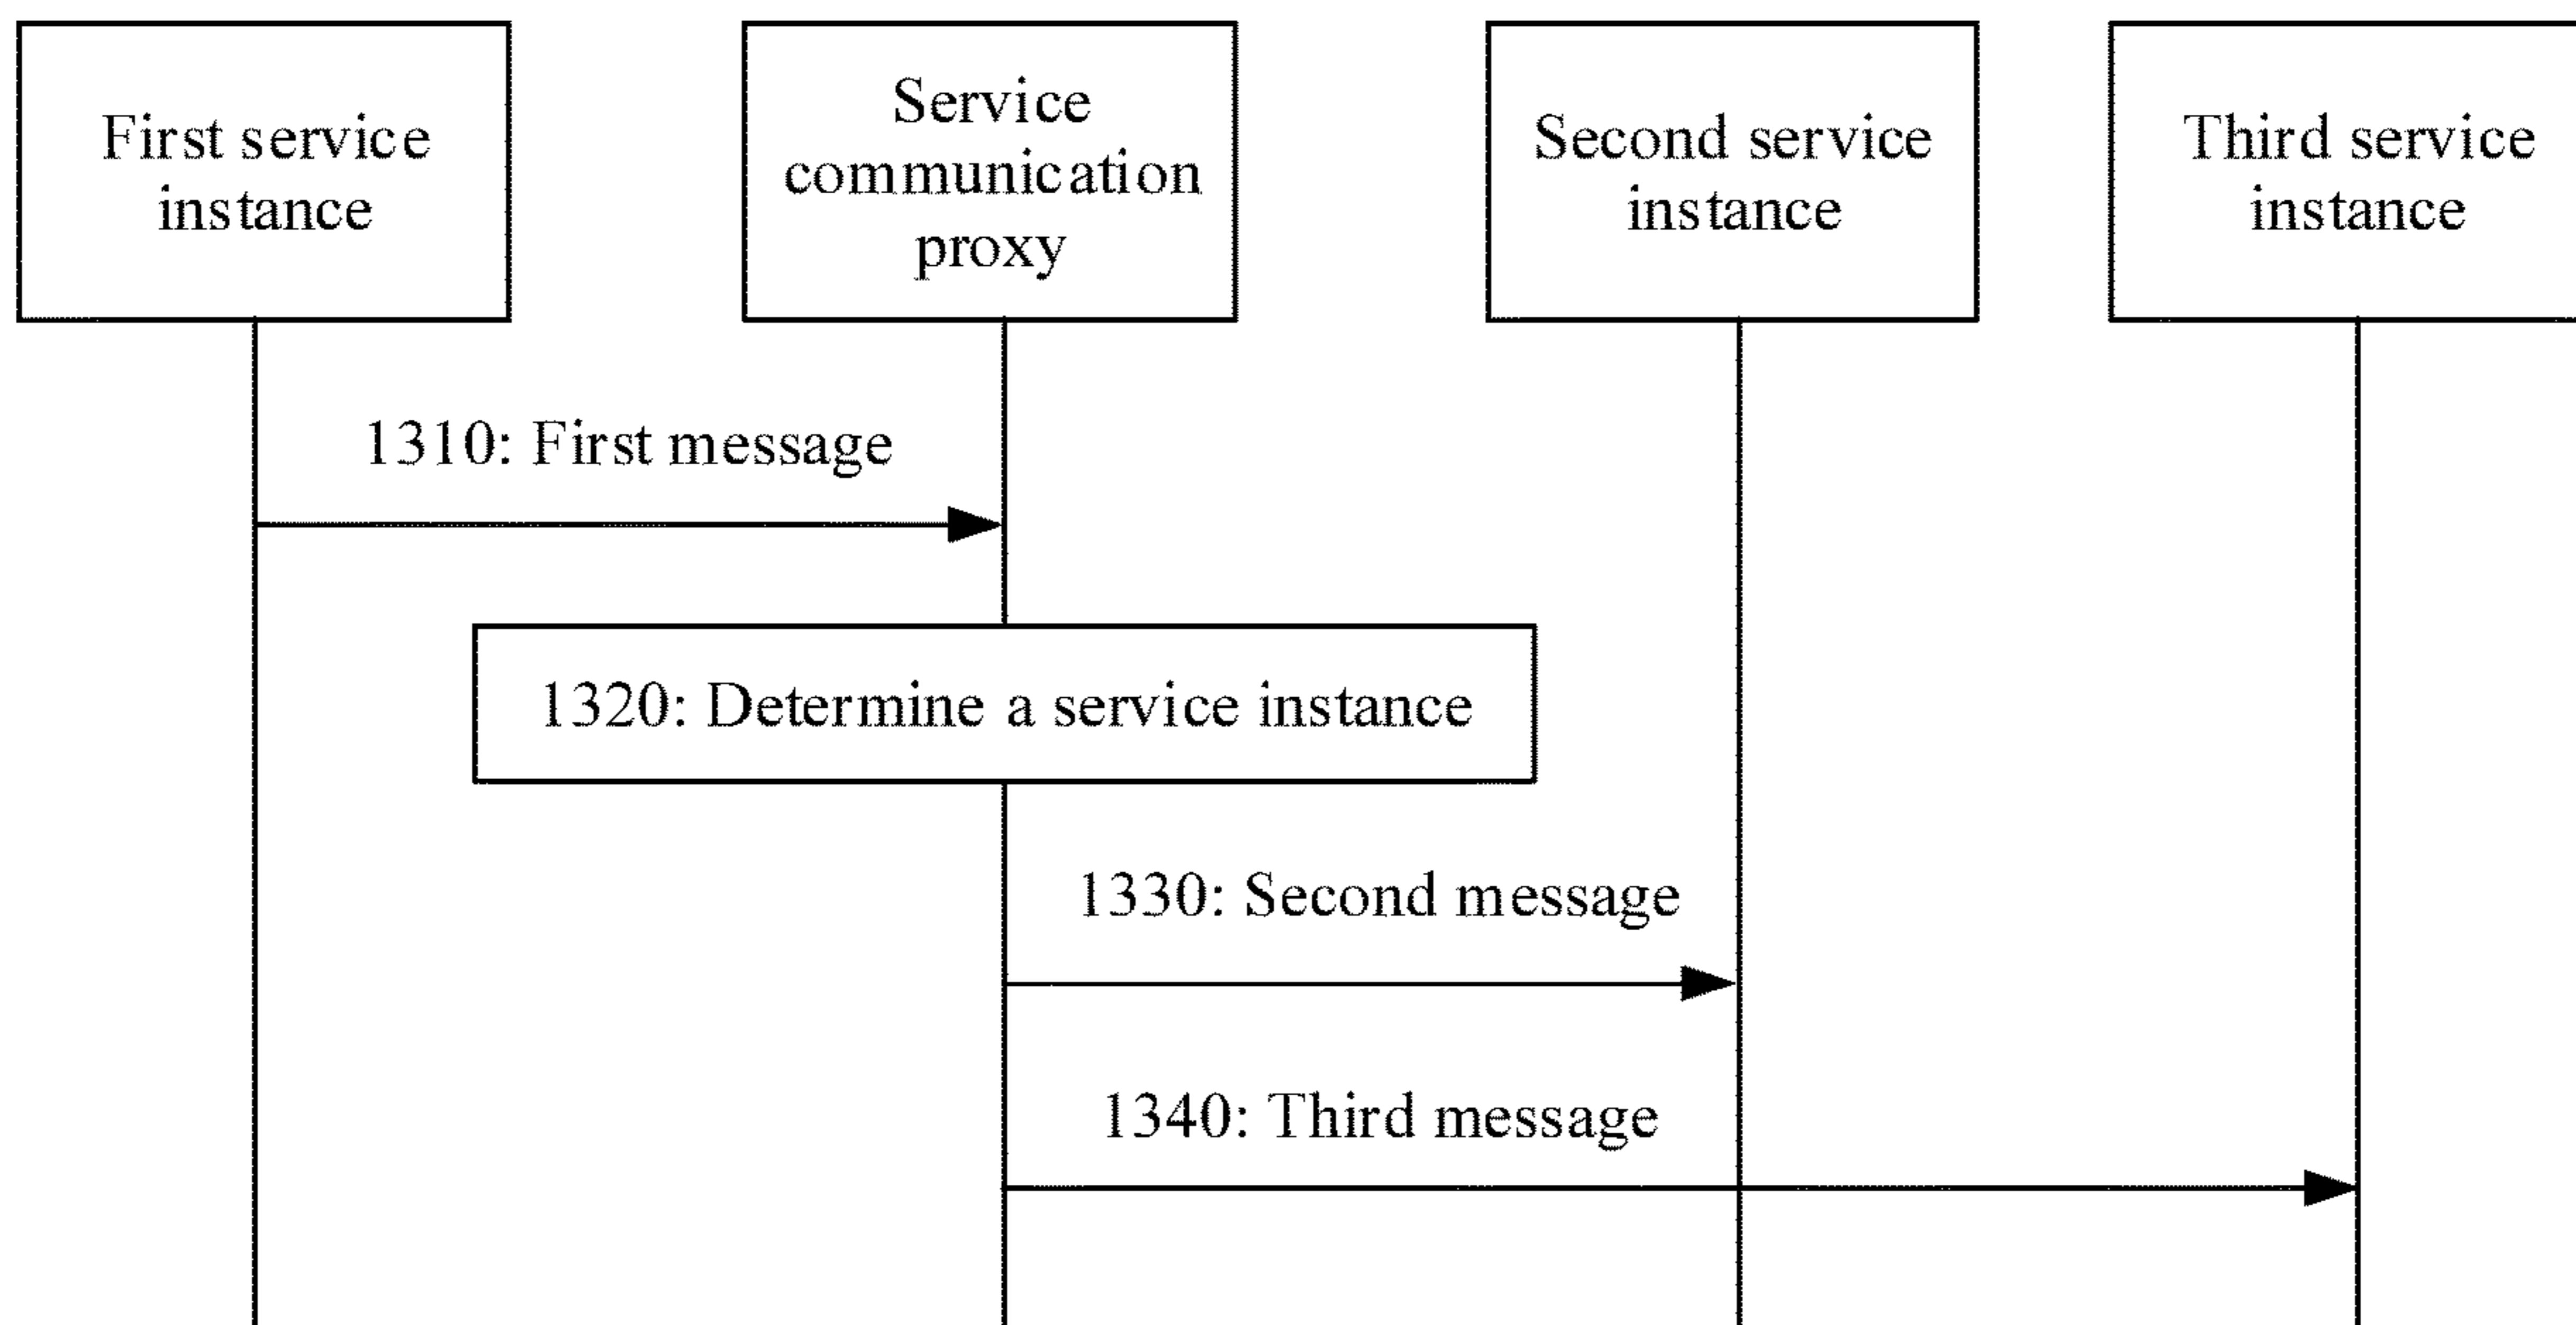 First service
instance
Service
communication
proxy
Second service
instance
Third service
instance
1310: First message
1320: Determine a service instance
1330: Second message
1340: Third message